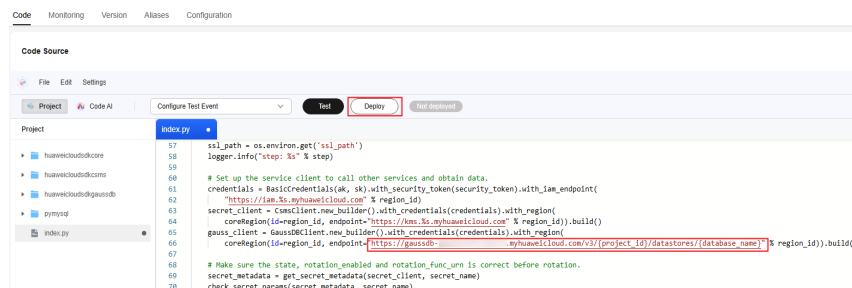 Code Monitoring Version Aliases Configuration
Code Source
File Edit Settings
Project Code AI Configure Test Event Test Deploy Not deployed
Project index.py
huaweicloudsdkcore
huaweicloudsdkcsms
huaweicloudsdkgaussdb
pymysql
index.py
57 ssl_path = os.environ.get('ssl_path')
58 logger.info("step: %s" % step)
59
60 # Set up the service client to call other services and obtain data.
61 credentials = BasicCredentials(ak, sk).with_security_token(security_token).with_iam_endpoint(
62 "https://iam.%s.myhuaweicloud.com" % region_id)
63 secret_client = CsmsClient.new_builder().with_credentials(credentials).with_region(
64 coreRegion(id=region_id, endpoint="https://kms.%s.myhuaweicloud.com" % region_id)).build()
65 gauss_client = GaussDBClient.new_builder().with_credentials(credentials).with_region(
66 coreRegion(id=region_id, endpoint="https://gaussdb- .myhuaweicloud.com/v3/{project_id}/datastores/{database_name}" % region_id)).build(
67
68 # Make sure the state, rotation_enabled and rotation_func_urn is correct before rotation.
69 secret_metadata = get_secret_metadata(secret_client, secret_name)
70 check_secret_params(secret_metadata, secret_name)